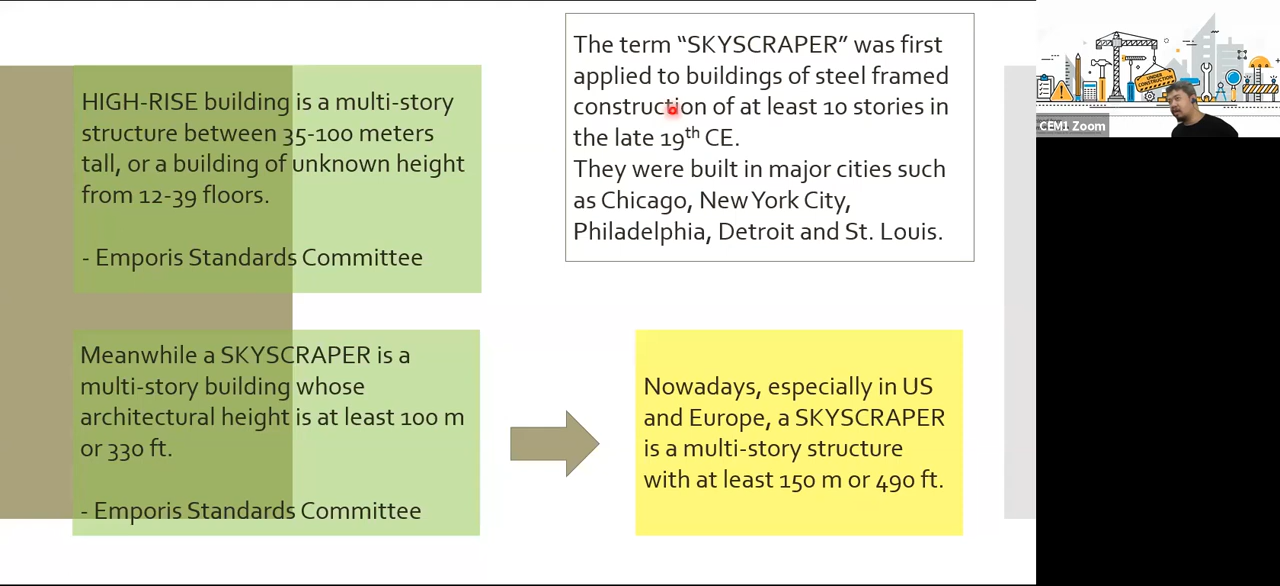 HIGH-RISE building is a multi-story
structure between 35-100 meters
tall, or a building of unknown height
from 12-39 floors.
- Emporis Standards Committee
The term “SKYSCRAPER” was first
applied to buildings of steel framed
construction of at least 10 stories in
the late 19th CE.
They were built in major cities such
as Chicago, New York City,
Philadelphia, Detroit and St. Louis.
Meanwhile a SKYSCRAPER is a
multi-story building whose
architectural height is at least 100 m
or 330 ft.
- Emporis Standards Committee
Nowadays, especially in US
and Europe, a SKYSCRAPER
is a multi-story structure
with at least 150 m or 490 ft.
UNDER
CONSTRUCTION
CEM1 Zoom